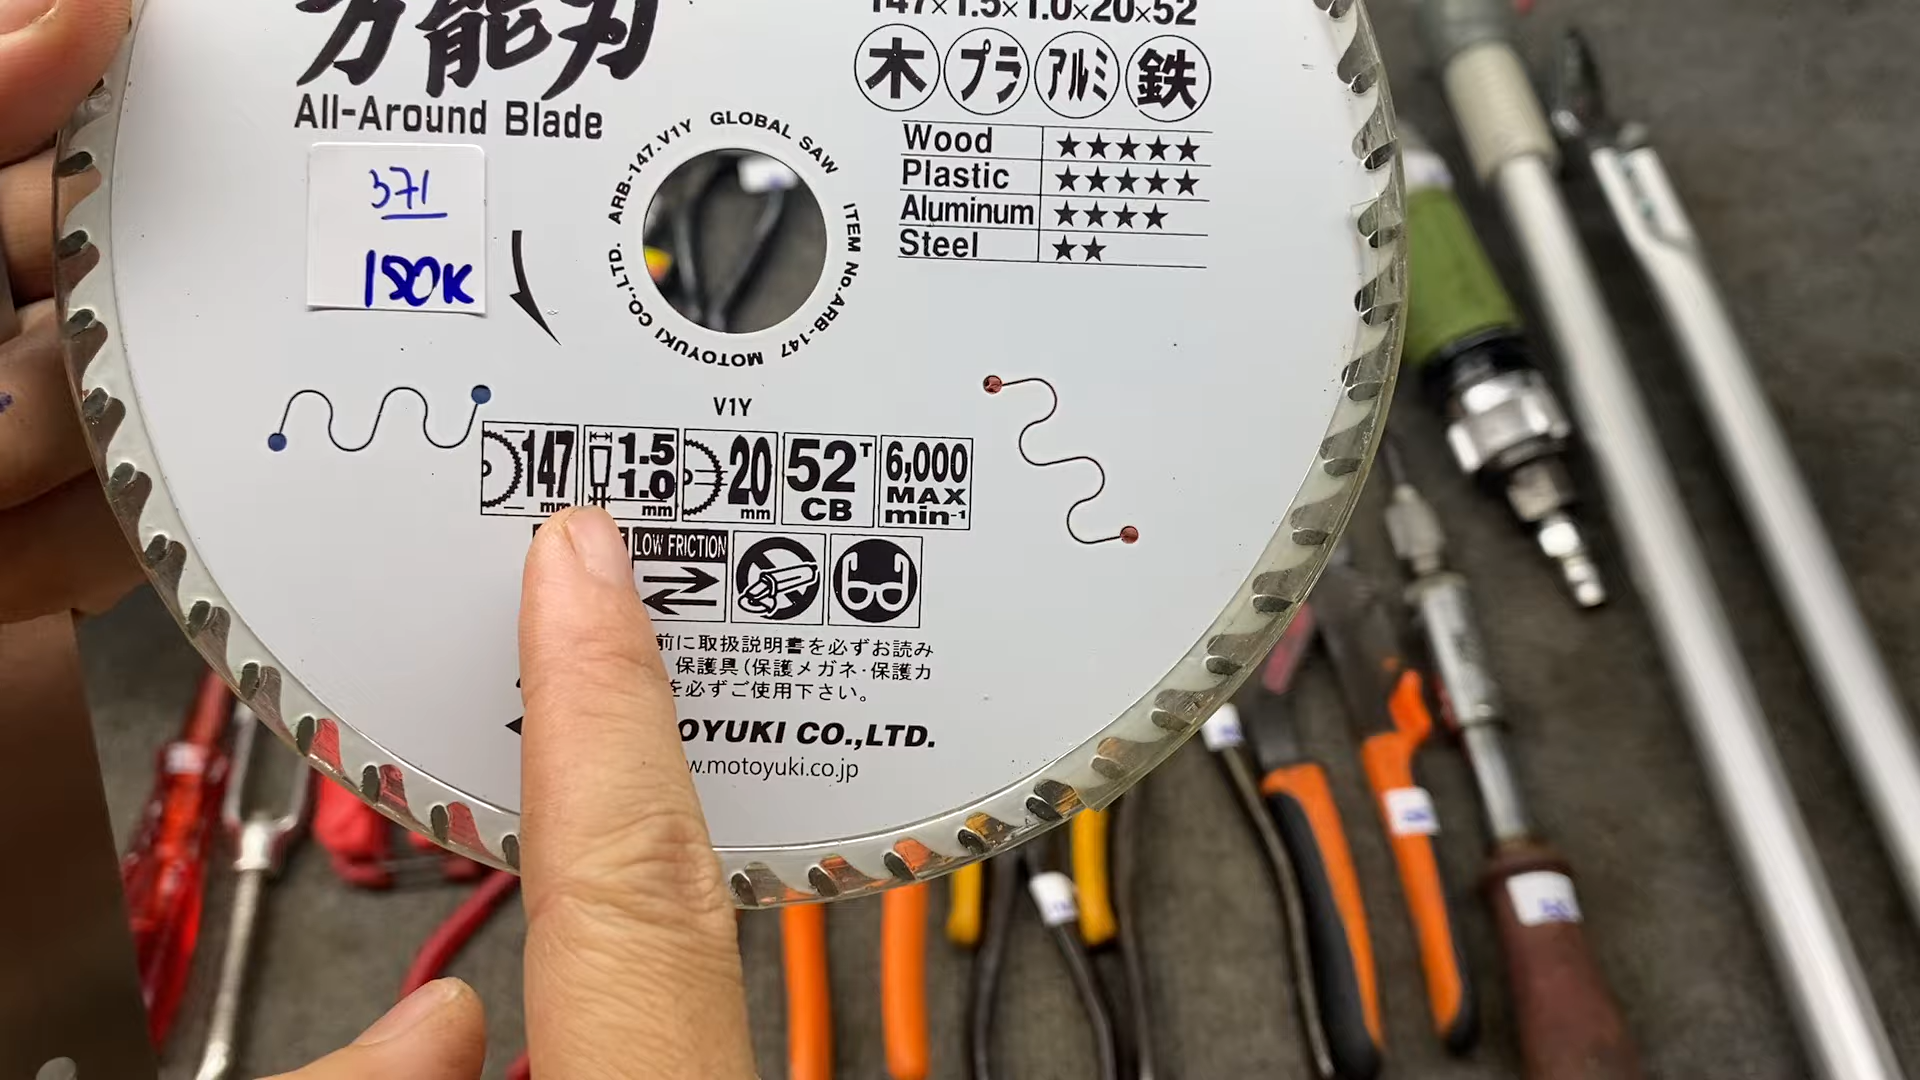 万能刃
All-Around Blade
147×1.5×1.0×20×52
木 プラ アルミ 鉄
Wood ★★★★★
Plastic ★★★★★
Aluminum ★★★★
Steel ★★
371
150K
GLOBAL SAW ITEM No.ARB-147 MOTOYUKI CO.,LTD. ARB-147.V1Y
V1Y
147 mm
1.5 1.0 mm
20 mm
52T CB
6,000 MAX min-1
LOW FRICTION
前に取扱説明書を必ずお読み
保護具(保護メガネ・保護カ
を必ずご使用下さい。
OYUKI CO.,LTD.
w.motoyuki.co.jp